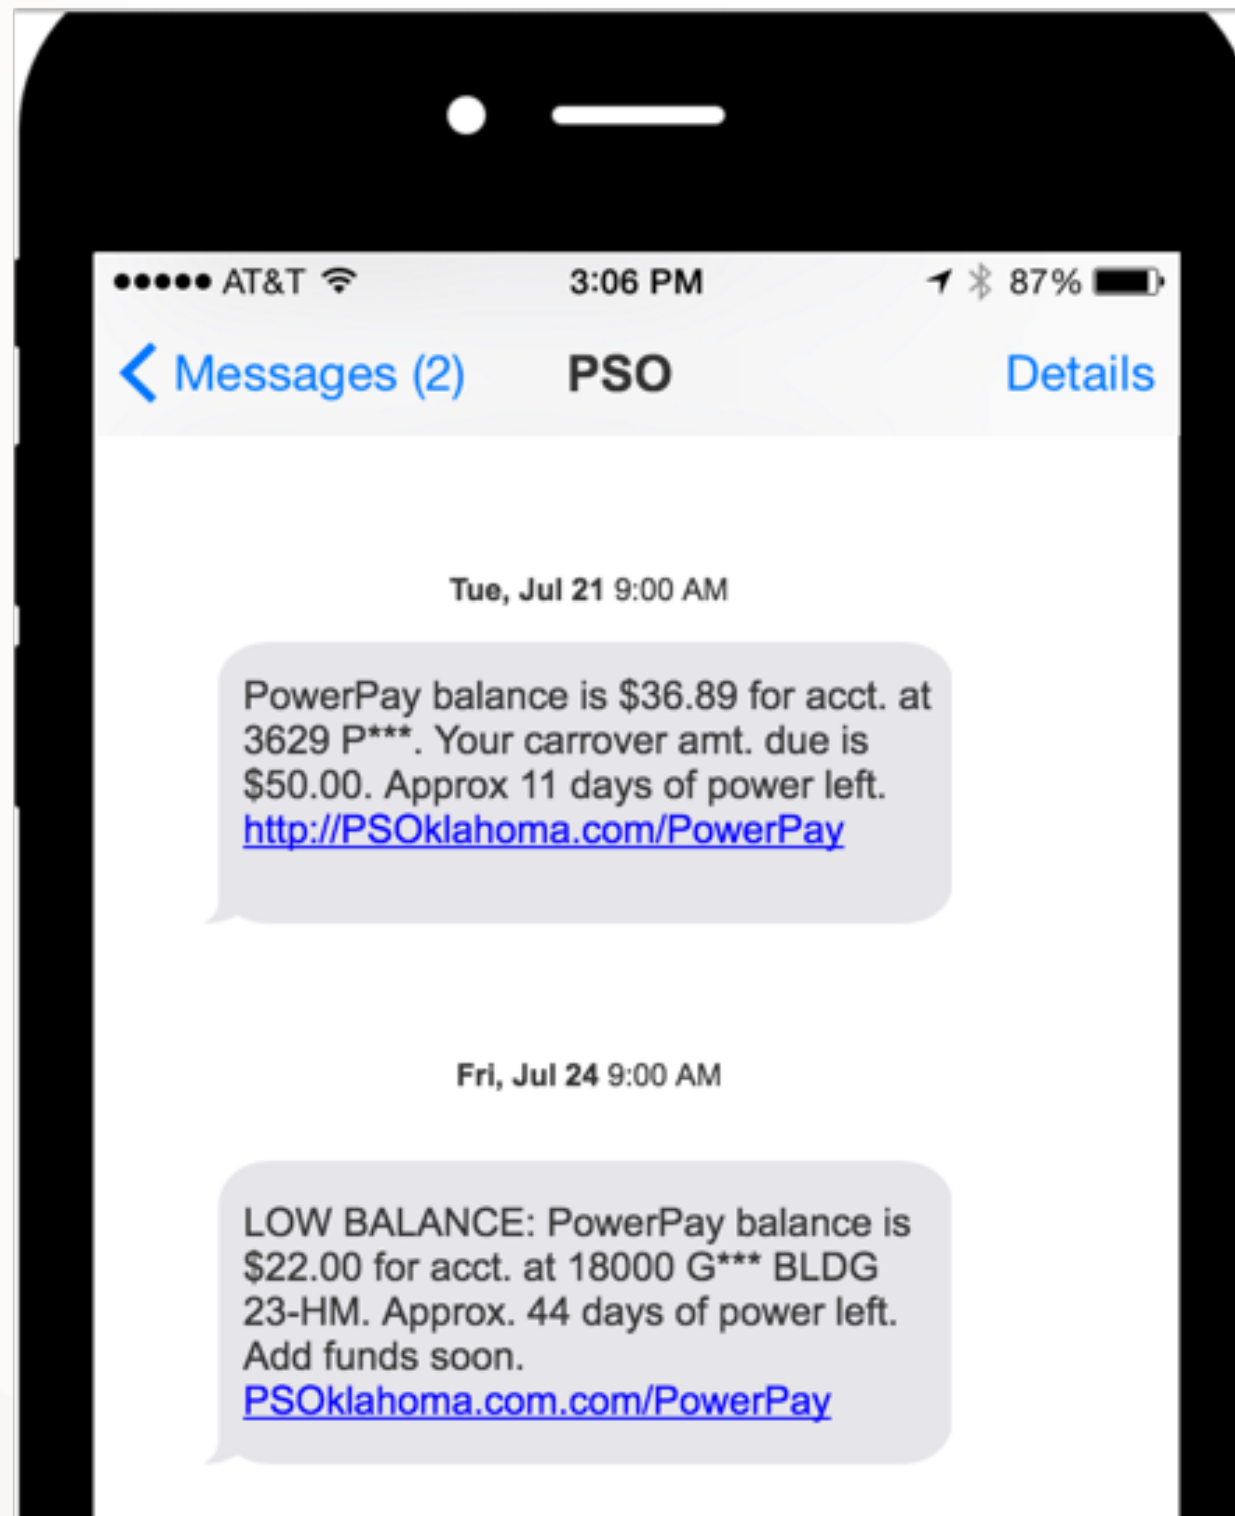 AT&T 3:06 PM 87%
Messages (2) PSO Details
Tue, Jul 21 9:00 AM
PowerPay balance is $36.89 for acct. at
3629 P***. Your carrover amt. due is
$50.00. Approx 11 days of power left.
http://PSOklahoma.com/PowerPay
Fri, Jul 24 9:00 AM
LOW BALANCE: PowerPay balance is
$22.00 for acct. at 18000 G*** BLDG
23-HM. Approx. 44 days of power left.
Add funds soon.
PSOklahoma.com.com/PowerPay